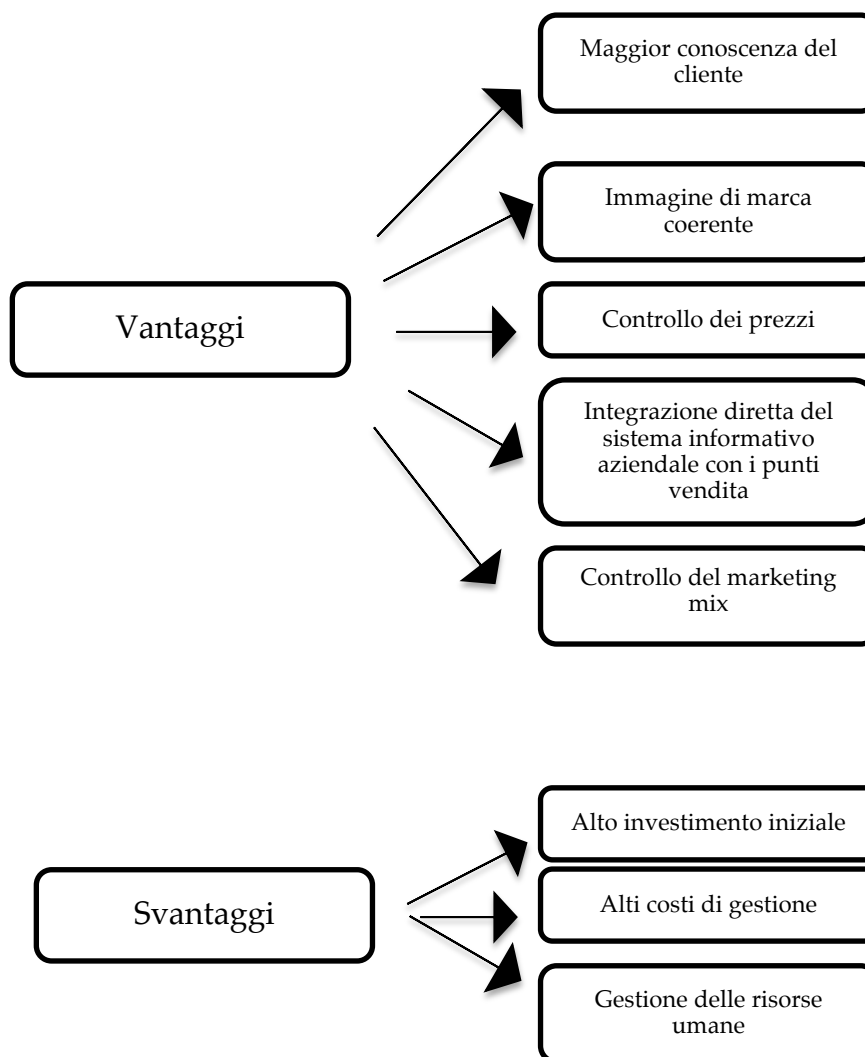 Maggior conoscenza del
cliente
Immagine di marca
coerente
Vantaggi
Controllo dei prezzi
Integrazione diretta del
sistema informativo
aziendale con i punti
vendita
Controllo del marketing
mix
Alto investimento iniziale
Svantaggi
Alti costi di gestione
Gestione delle risorse
umane